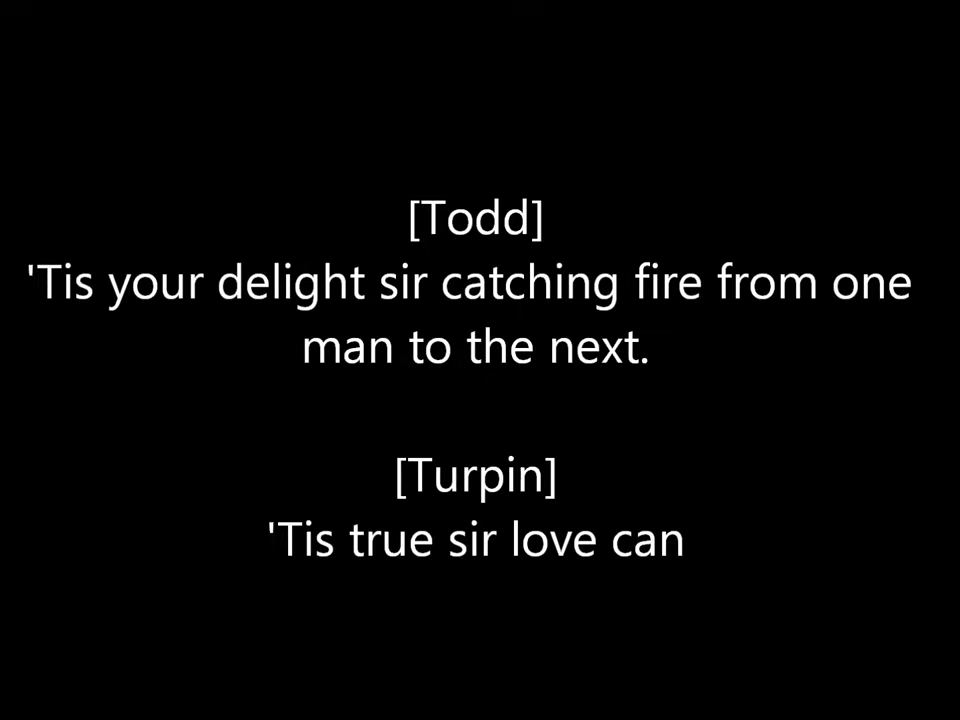 [Todd]
'Tis your delight sir catching fire from one
man to the next.
[Turpin]
'Tis true sir love can